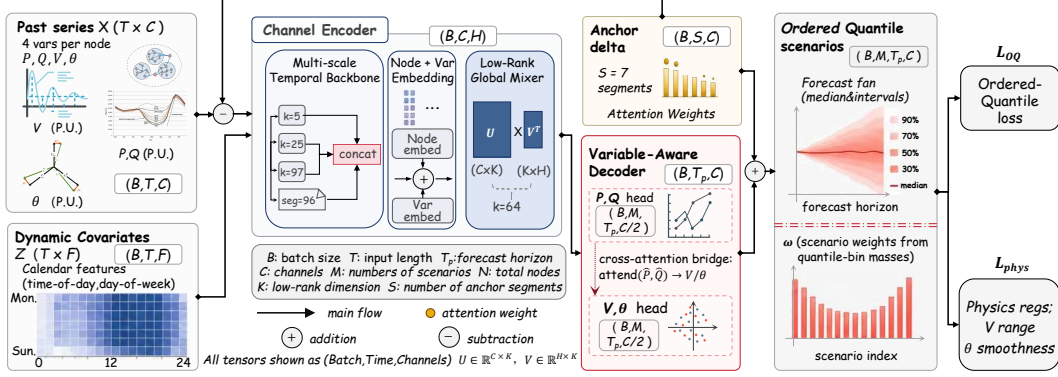 Past series X (T x C)
4 vars per node
P, Q, V, θ
V (P.U.)
P,Q (P.U.)
θ (P.U.)
(B,T,C)
Dynamic Covariates
Z (T x F)
(B,T,F)
Calendar features
(time-of-day,day-of-week)
Mon.
Sun.
0 12 24
−
Channel Encoder
(B,C,H)
Multi-scale
Temporal Backbone
k=5
k=25
k=97
seg=96
concat
Node + Var
Embedding
...
Node
embed
+
Var
embed
Low-Rank
Global Mixer
U X Vᵀ
(CxK) (KxH)
k=64
B: batch size T: input length Tₚ:forecast horizon
C: channels M: numbers of scenarios N: total nodes
K: low-rank dimension S: number of anchor segments
main flow
attention weight
+ addition
− subtraction
All tensors shown as (Batch,Time,Channels) U ∈ ℝ^{C×K}, V ∈ ℝ^{H×K}
Anchor
delta
(B,S,C)
S = 7
segments
Attention Weights
Variable-Aware
Decoder
(B,Tₚ,C)
P,Q head
( B,M,
Tₚ,C/2 )
cross-attention bridge:
attend(P̂, Q̂) → V/θ
V,θ head
( B,M,
Tₚ,C/2 )
+
Ordered Quantile
scenarios
(B,M,Tₚ,C)
Forecast fan
(median&intervals)
90%
70%
50%
30%
median
forecast horizon
ω (scenario weights from
quantile-bin masses)
scenario index
L_OQ
Ordered-
Quantile
loss
L_phys
Physics regs;
V range
θ smoothness